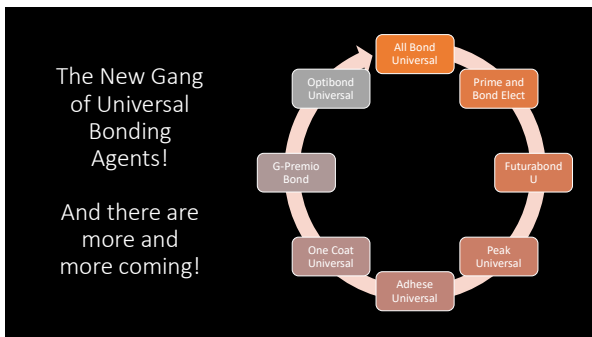 The New Gang
of Universal
Bonding
Agents!
And there are
more and
more coming!
All Bond
Universal
Prime and
Bond Elect
Futurabond
U
Peak
Universal
Adhese
Universal
One Coat
Universal
G-Premio
Bond
Optibond
Universal